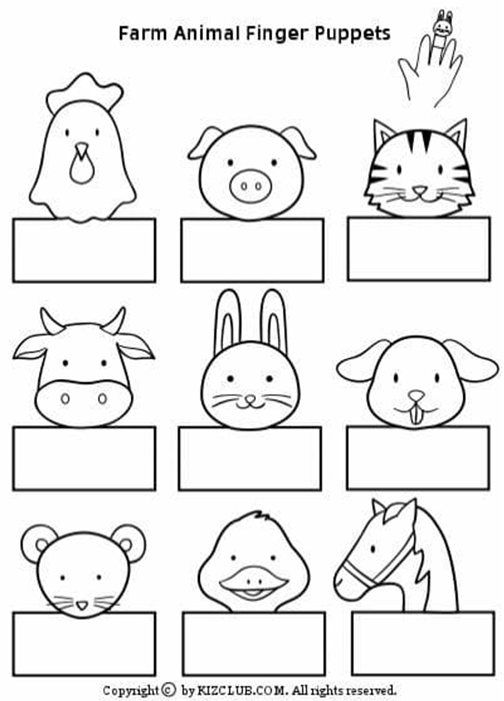 Farm Animal Finger Puppets
Copyright © by KIZCLUB.COM. All rights reserved.